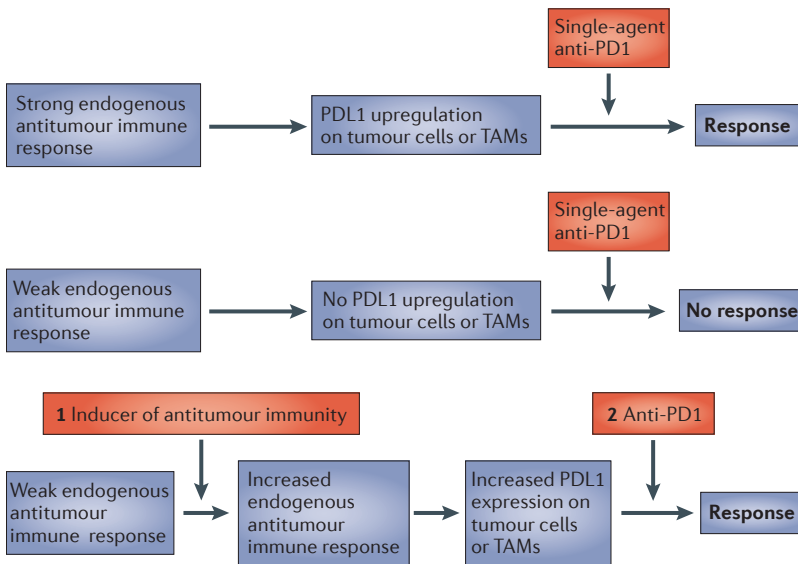 Single-agent
anti-PD1
Strong endogenous
antitumour immune
response
PDL1 upregulation
on tumour cells or TAMs
Response
Single-agent
anti-PD1
Weak endogenous
antitumour immune
response
No PDL1 upregulation
on tumour cells or TAMs
No response
1 Inducer of antitumour immunity
2 Anti-PD1
Weak endogenous
antitumour
immune response
Increased
endogenous
antitumour
immune response
Increased PDL1
expression on
tumour cells
or TAMs
Response